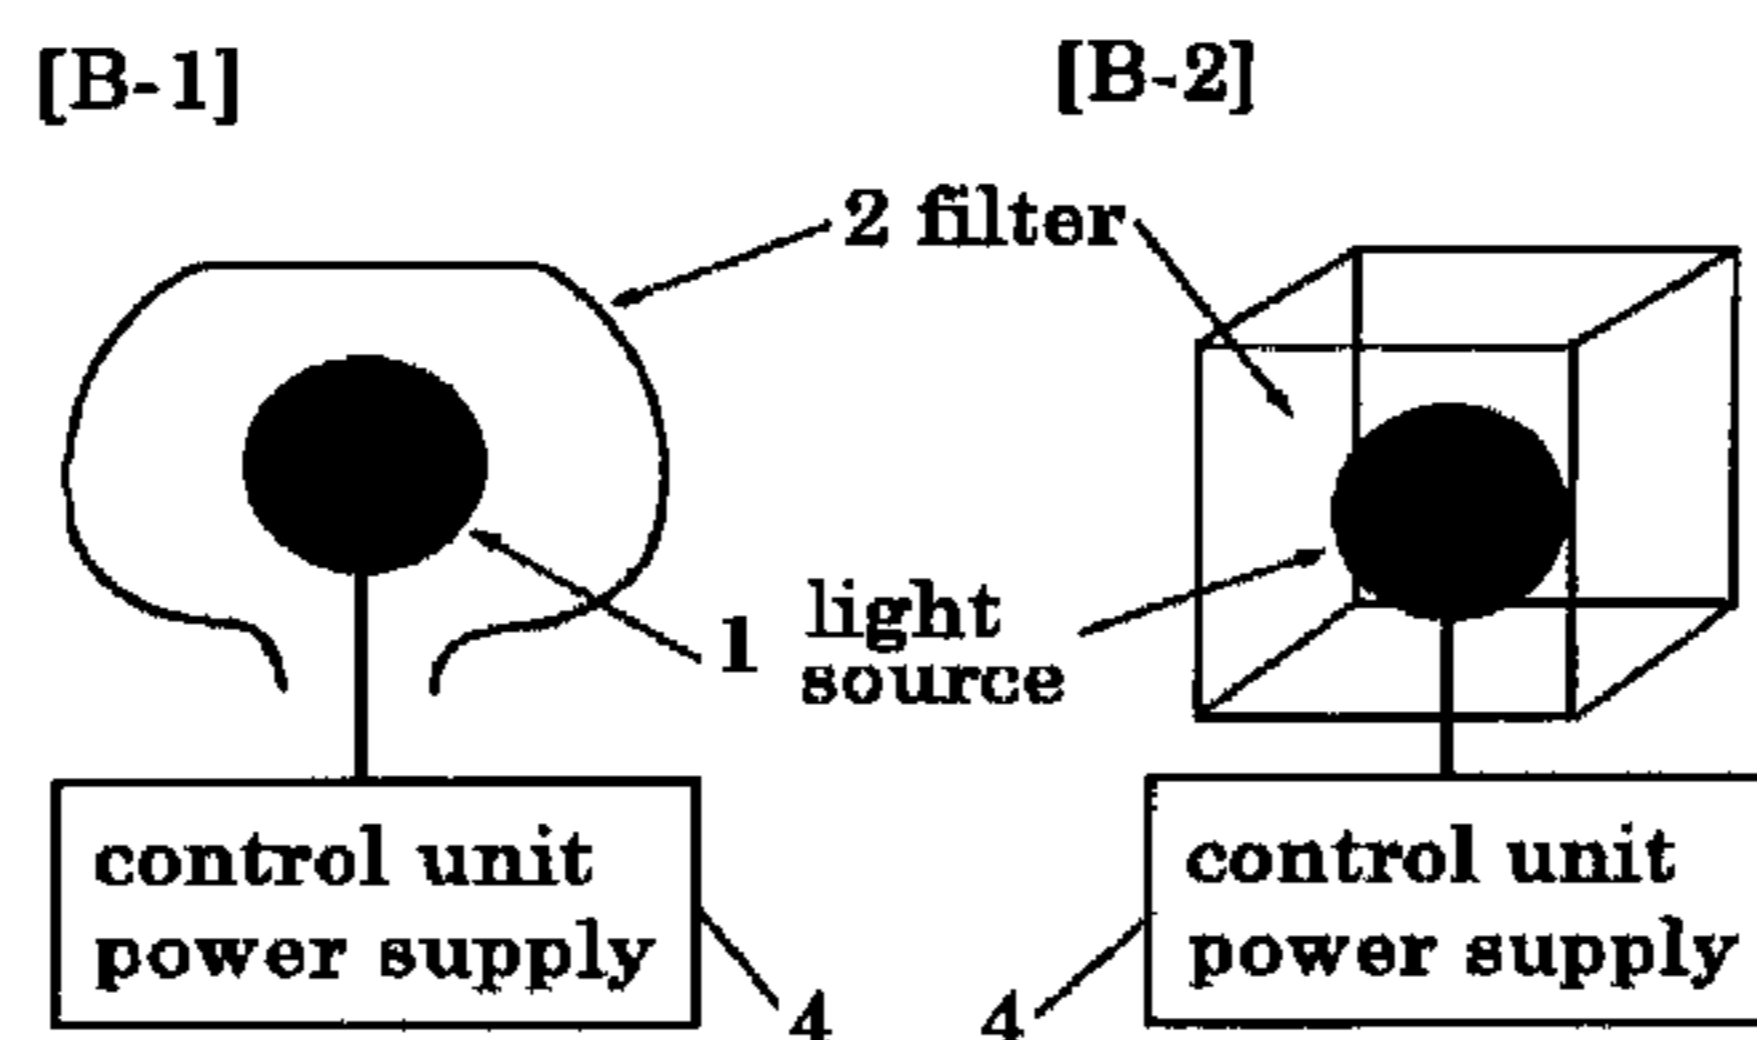 [B-1]
[B-2]
2 filter
1 light
source
control unit
power supply
control unit
power supply
4
4